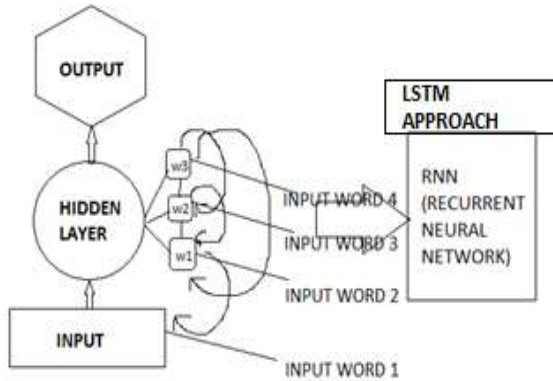 OUTPUT
LSTM
APPROACH
w3
RNN
(RECURRENT
NEURAL
NETWORK)
INPUT WORD 4
w2
HIDDEN
LAYER
INPUT WORD 3
w1
INPUT WORD 2
INPUT
INPUT WORD 1